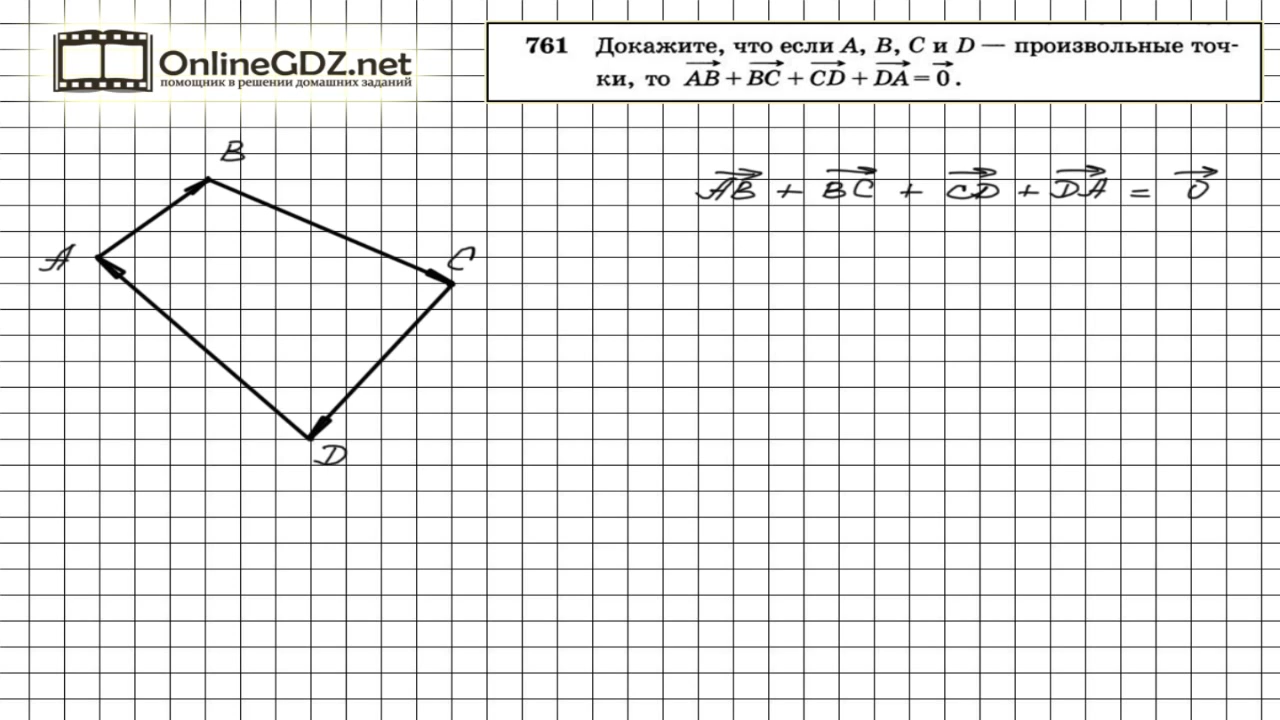 OnlineGDZ.net
помощник в решении домашних заданий
761 Докажите, что если A, B, C и D — произвольные точ-
ки, то AB + BC + CD + DA = 0.
B
A
C
D
AB + BC + CD + DA = 0